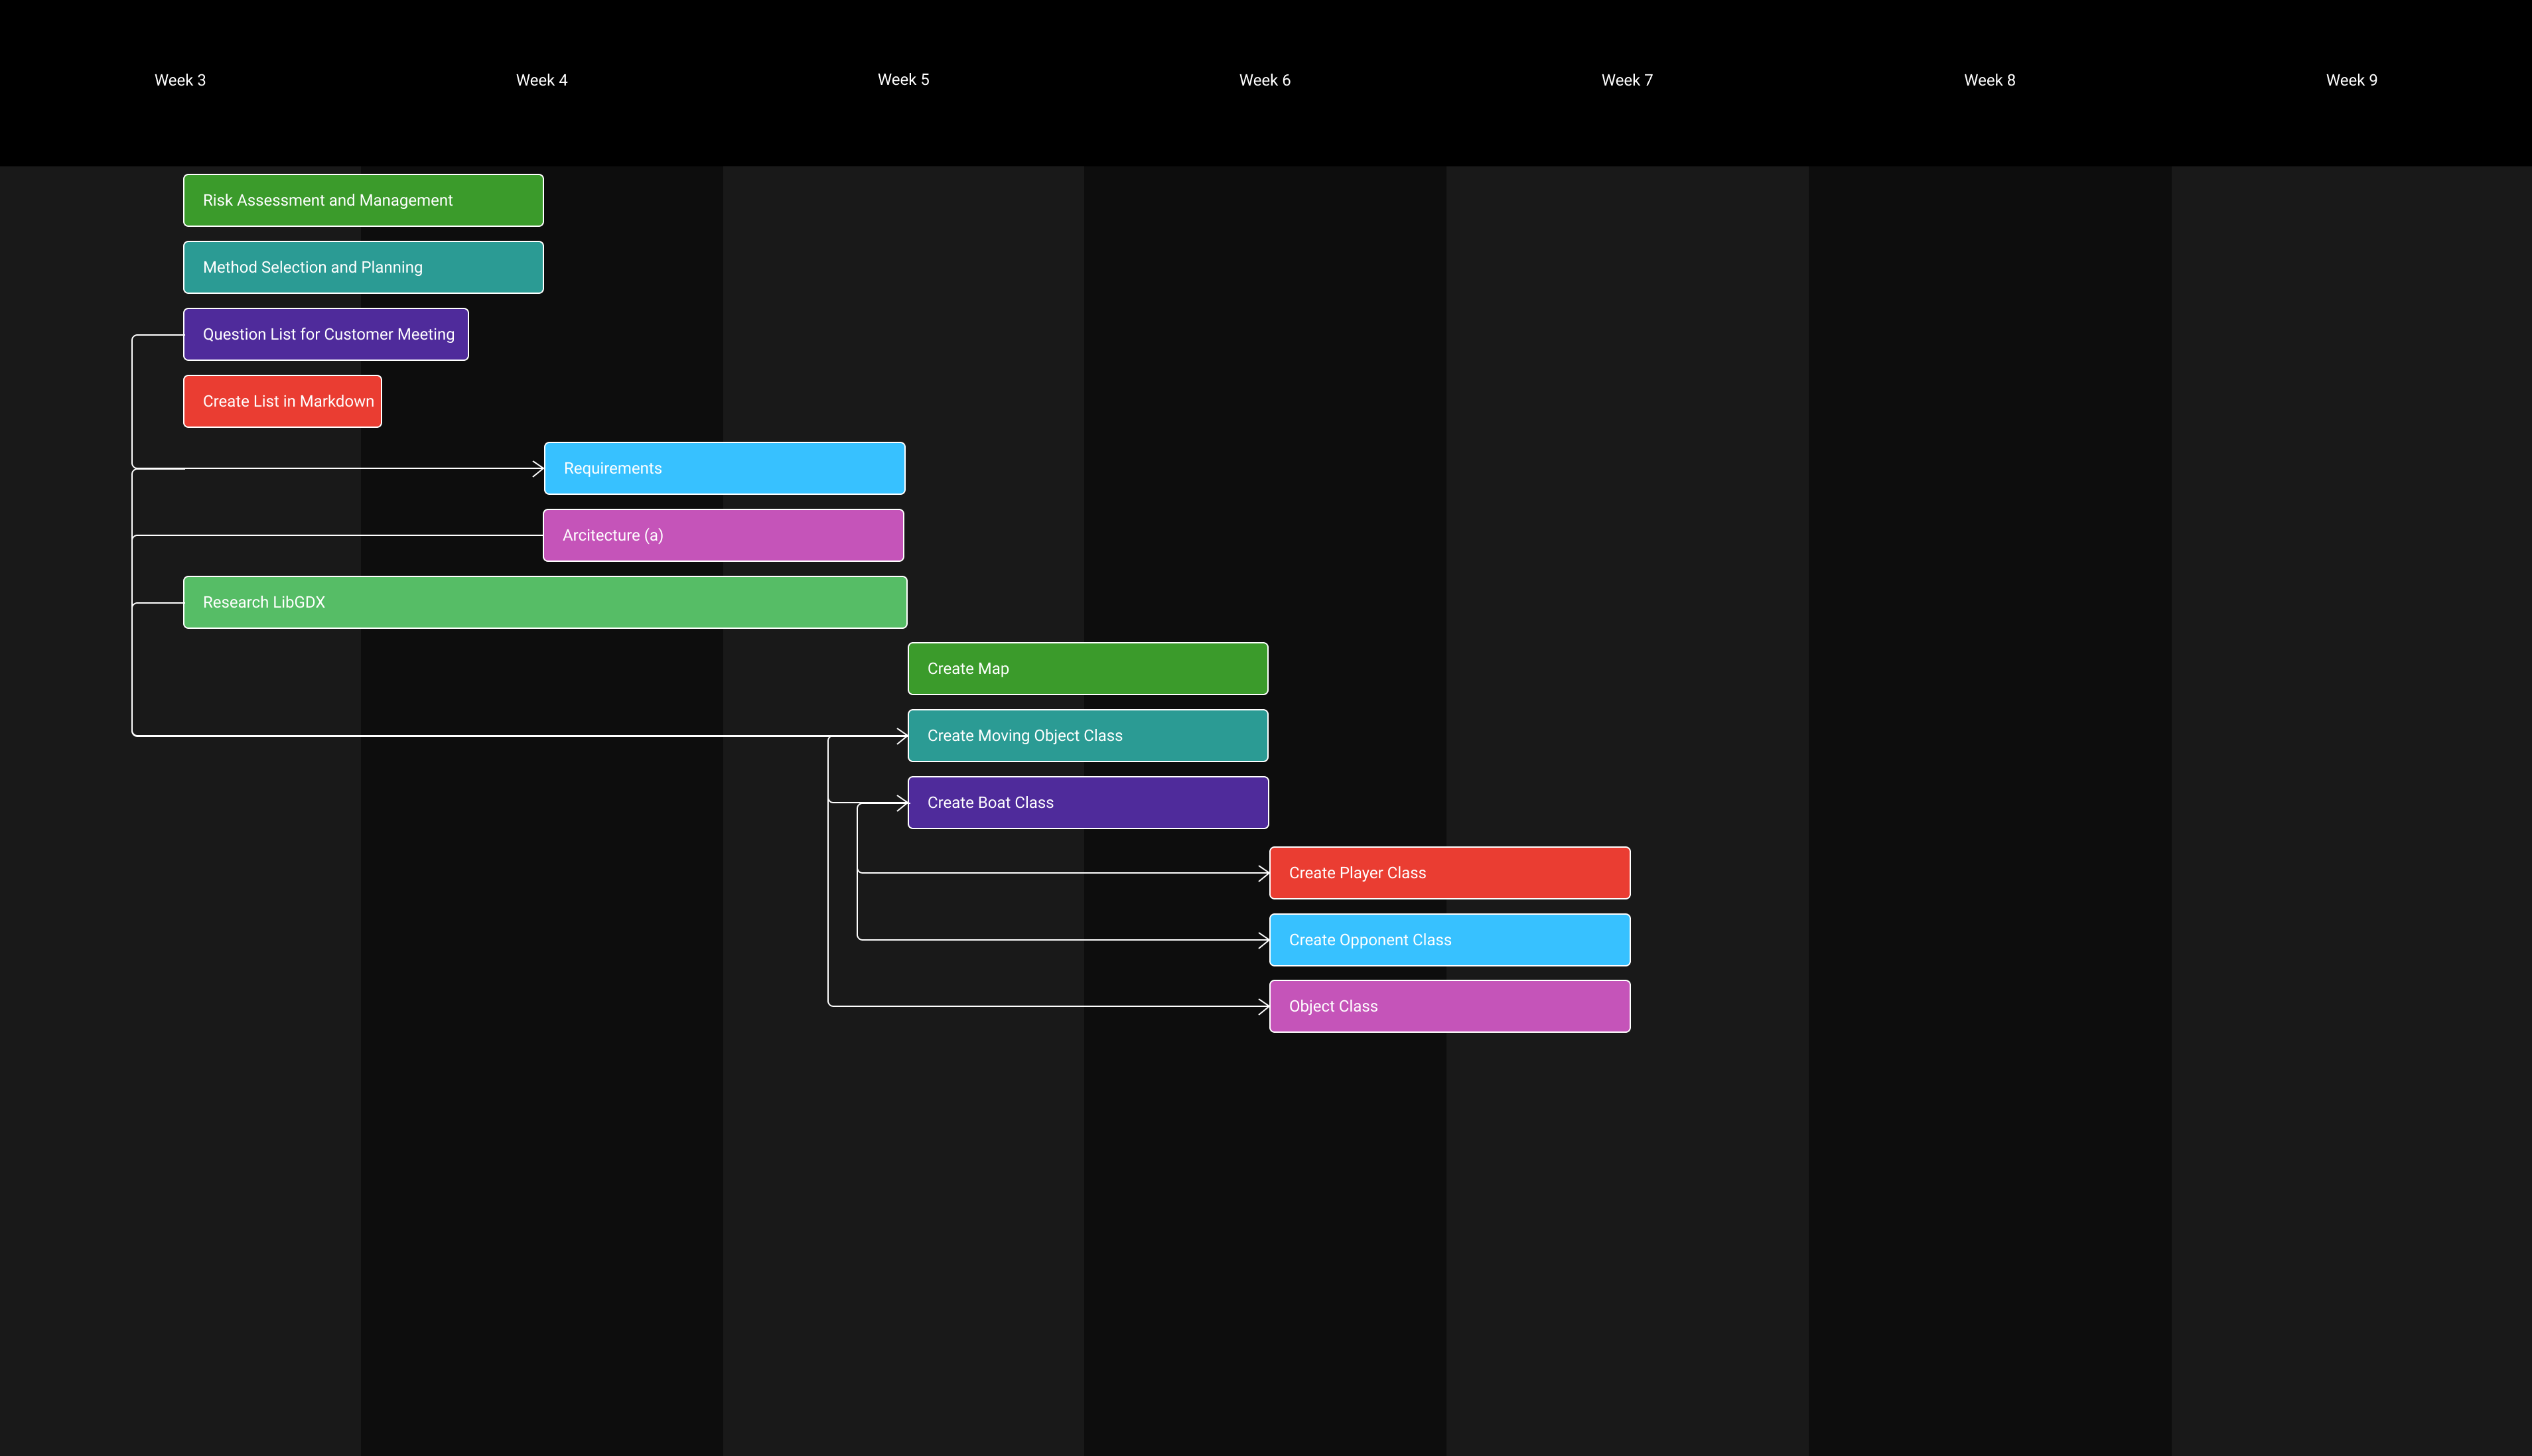 Week 3
Week 4
Week 5
Week 6
Week 7
Week 8
Week 9
Risk Assessment and Management
Method Selection and Planning
Question List for Customer Meeting
Create List in Markdown
Requirements
Arcitecture (a)
Research LibGDX
Create Map
Create Moving Object Class
Create Boat Class
Create Player Class
Create Opponent Class
Object Class